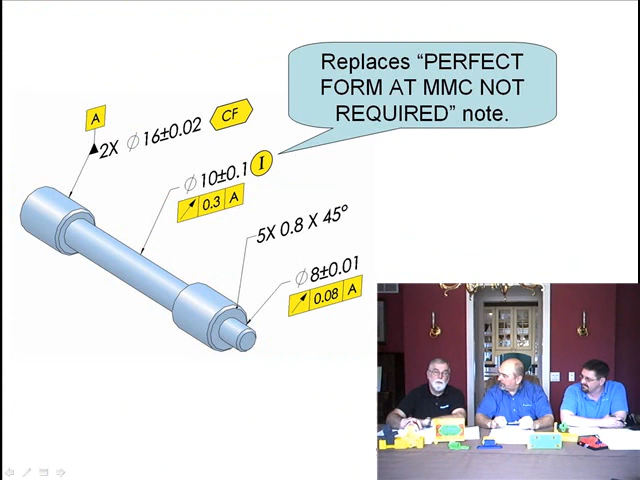 Replaces “PERFECT
FORM AT MMC NOT
REQUIRED” note.
A
2X ∅16±0.02 CF
∅10±0.1 I
↗ 0.3 A
5X 0.8 X 45°
∅8±0.01
↗ 0.08 A